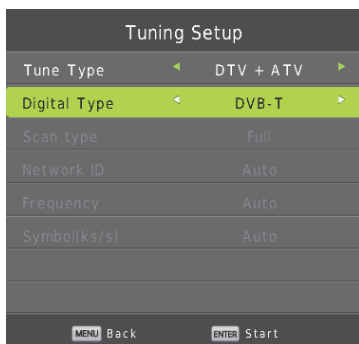 Tuning Setup
Tune Type DTV + ATV
Digital Type DVB-T
Scan type Full
Network ID Auto
Frequency Auto
Symbol(ks/s) Auto
MENU Back ENTER Start